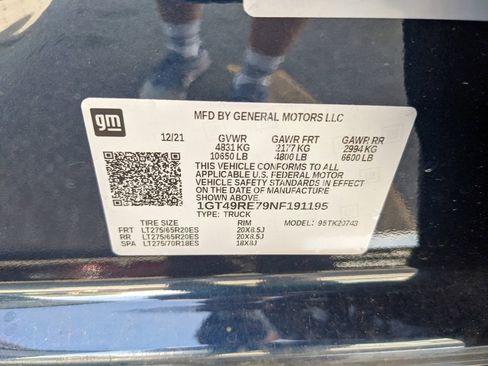 gm
MFD BY GENERAL MOTORS LLC
12/21 GVWR GAWR FRT GAWR RR
4831 KG 2177 KG 2994 KG
10650 LB 4800 LB 6600 LB
THIS VEHICLE CONFORMS TO ALL
APPLICABLE U.S. FEDERAL MOTOR
VEHICLE SAFETY STANDARDS IN EFFECT
ON THE DATE OF MANUFACTURE
SHOWN ABOVE.
1GT49RE79NF191195
TYPE: TRUCK MODEL: 95TK20743
TIRE SIZE RIM
FRT LT275/65R20ES 20X8.5J
RR LT275/65R20ES 20X8.5J
SPA LT275/70R18ES 18X8J